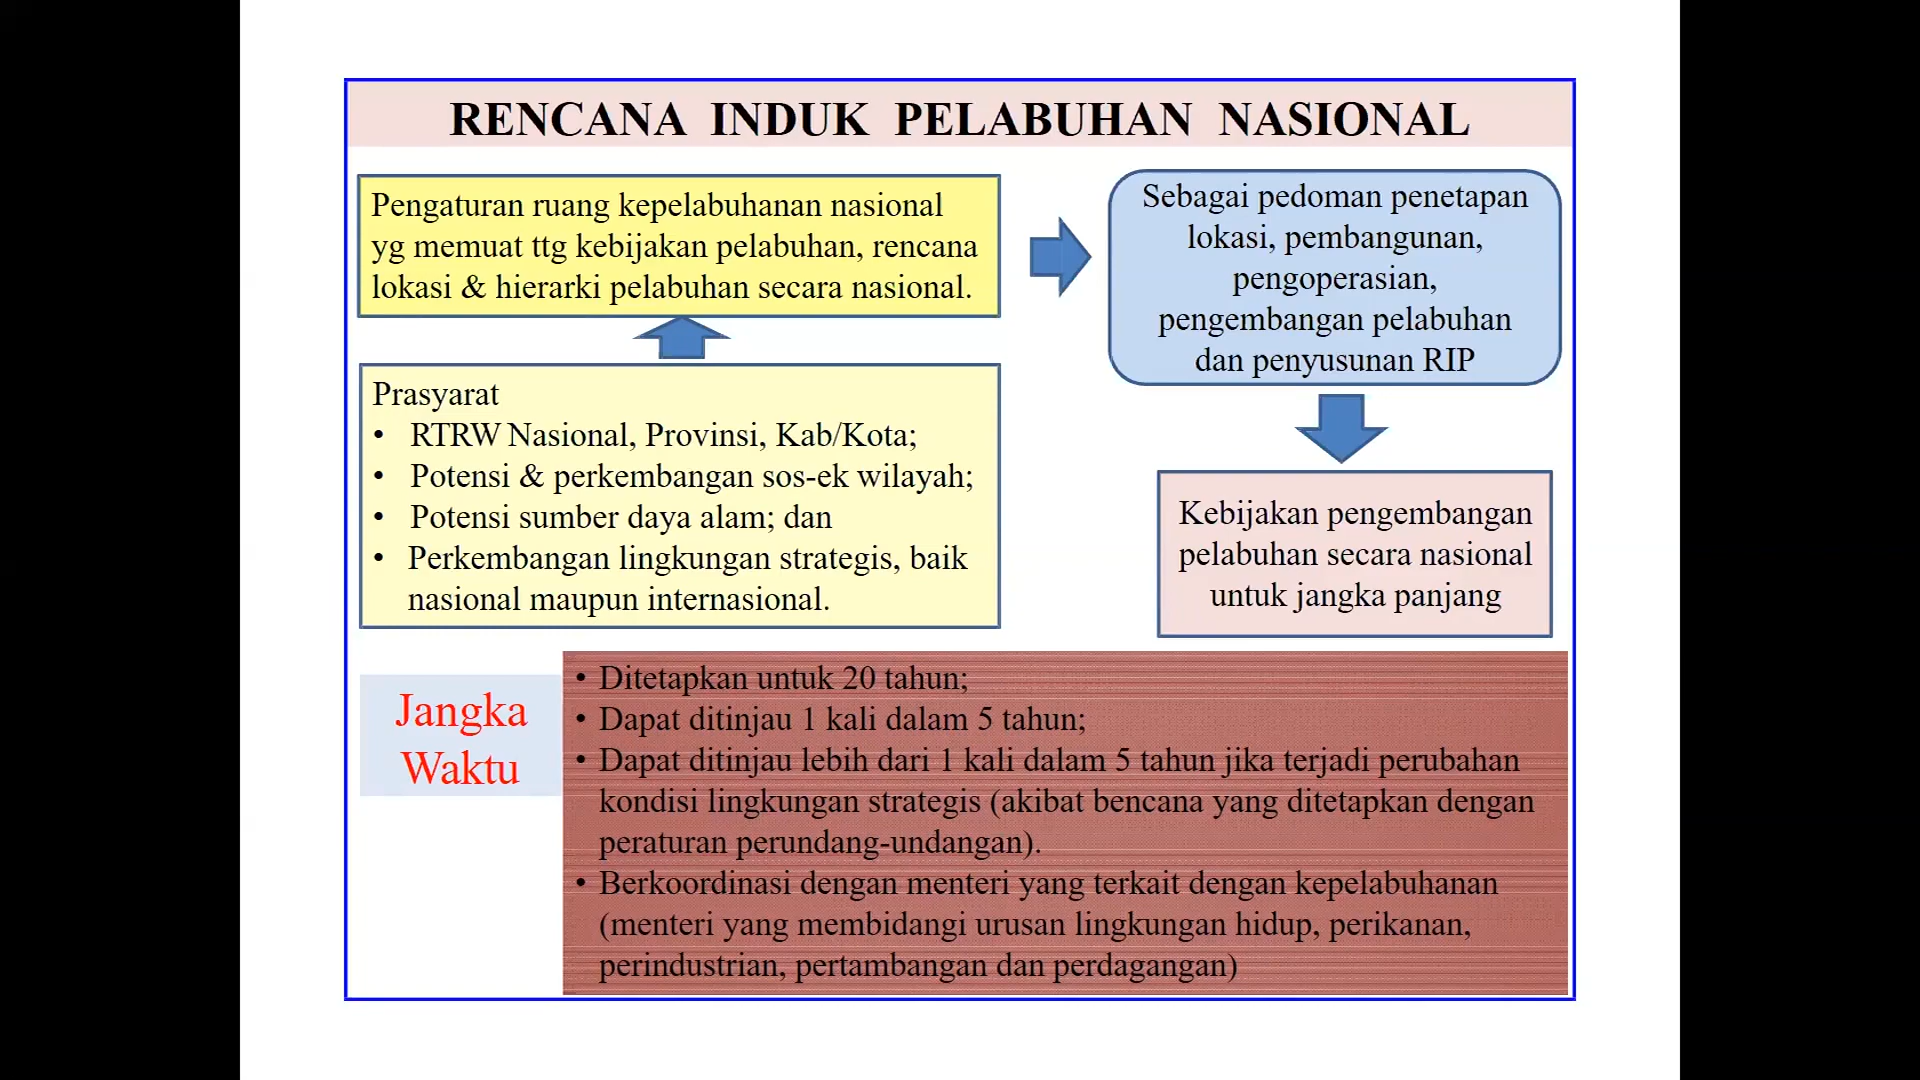 RENCANA INDUK PELABUHAN NASIONAL
Pengaturan ruang kepelabuhanan nasional
yg memuat ttg kebijakan pelabuhan, rencana
lokasi & hierarki pelabuhan secara nasional.
Sebagai pedoman penetapan
lokasi, pembangunan,
pengoperasian,
pengembangan pelabuhan
dan penyusunan RIP
Prasyarat
• RTRW Nasional, Provinsi, Kab/Kota;
• Potensi & perkembangan sos-ek wilayah;
• Potensi sumber daya alam; dan
• Perkembangan lingkungan strategis, baik
nasional maupun internasional.
Kebijakan pengembangan
pelabuhan secara nasional
untuk jangka panjang
Jangka
Waktu
• Ditetapkan untuk 20 tahun;
• Dapat ditinjau 1 kali dalam 5 tahun;
• Dapat ditinjau lebih dari 1 kali dalam 5 tahun jika terjadi perubahan
kondisi lingkungan strategis (akibat bencana yang ditetapkan dengan
peraturan perundang-undangan).
• Berkoordinasi dengan menteri yang terkait dengan kepelabuhanan
(menteri yang membidangi urusan lingkungan hidup, perikanan,
perindustrian, pertambangan dan perdagangan)